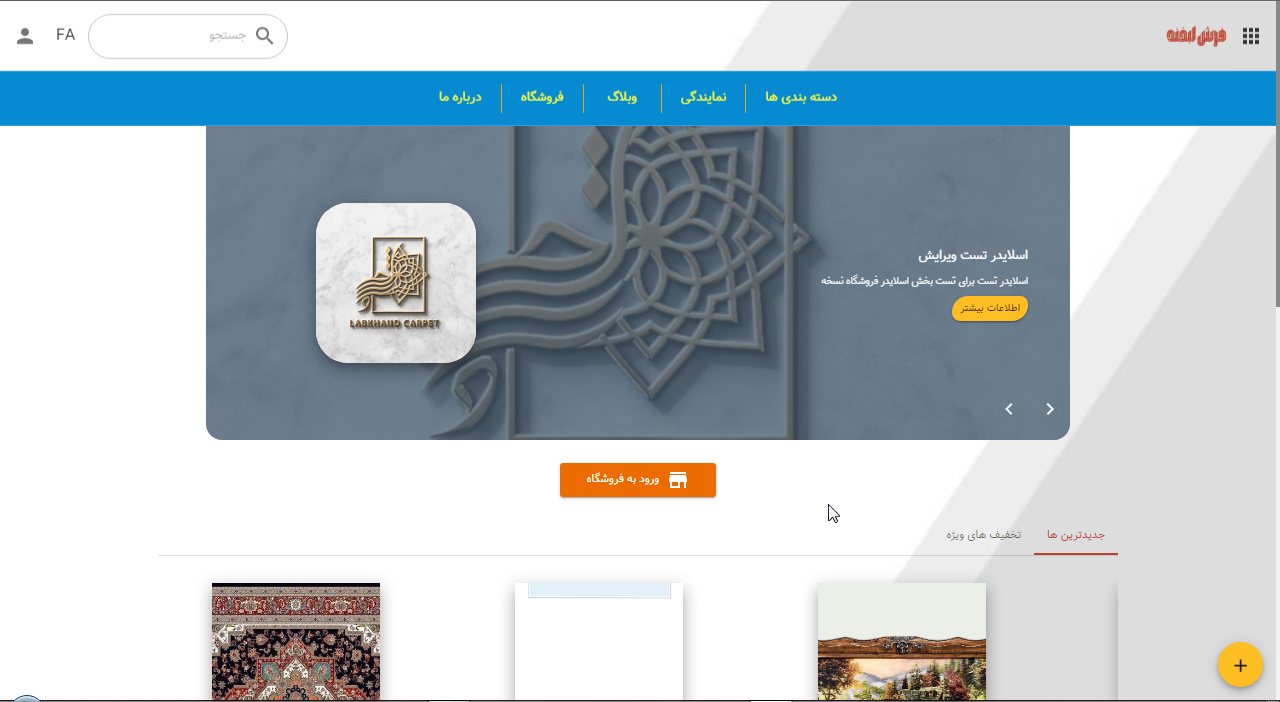 فرش لبخند
جستجو
FA
دسته بندی ها
نمایندگی
وبلاگ
فروشگاه
درباره ما
اسلایدر تست ویرایش
اسلایدر تست برای تست بخش اسلایدر فروشگاه نسخه
اطلاعات بیشتر
LABKHAND CARPET
ورود به فروشگاه
جدیدترین ها
تخفیف های ویژه